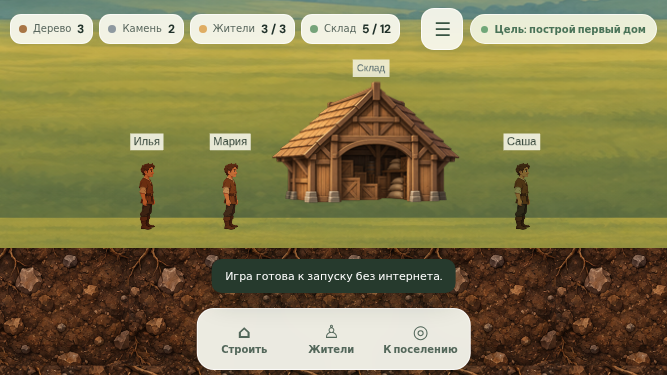 Дерево 3
Камень 2
Жители 3 / 3
Склад 5 / 12
Цель: построй первый дом
Склад
Илья
Мария
Саша
Игра готова к запуску без интернета.
Строить
Жители
К поселению